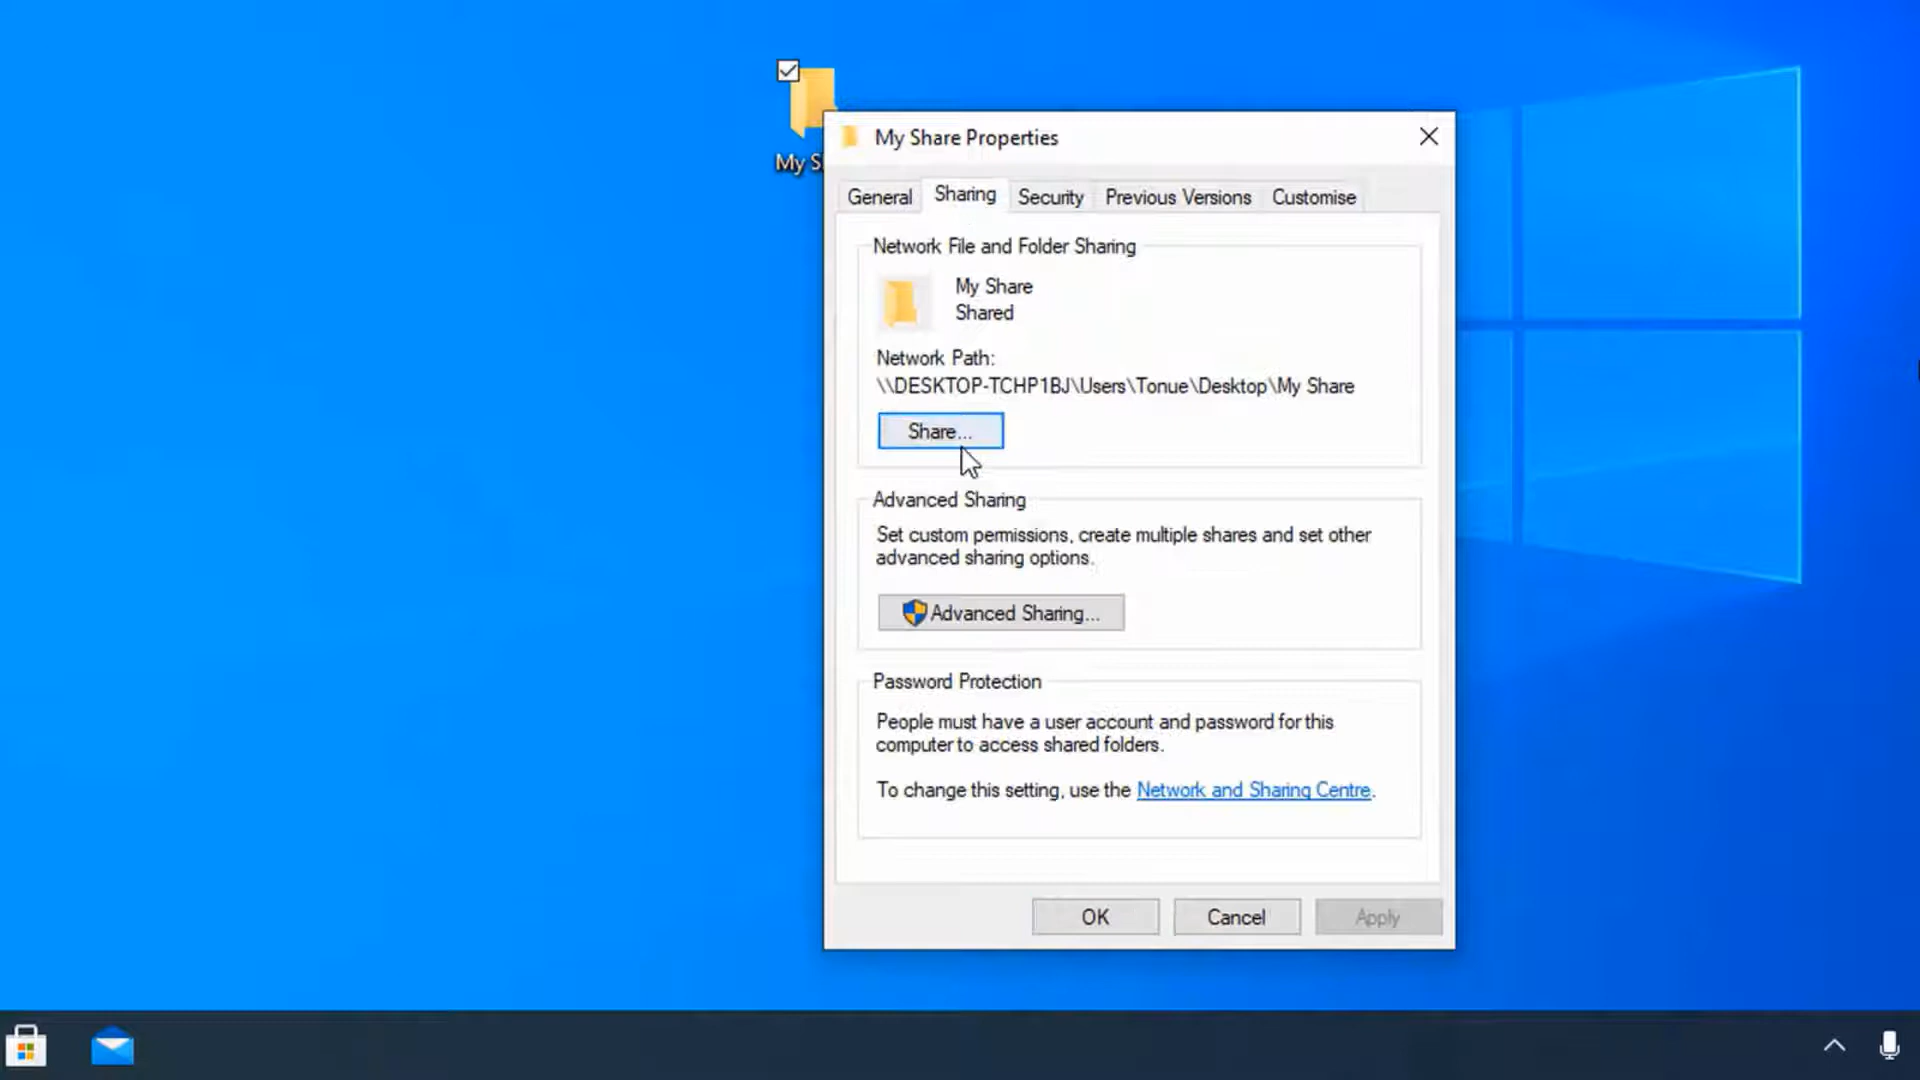 My S
My Share Properties
General
Sharing
Security
Previous Versions
Customise
Network File and Folder Sharing
My Share
Shared
Network Path:
\\DESKTOP-TCHP1BJ\Users\Tonue\Desktop\My Share
Share...
Advanced Sharing
Set custom permissions, create multiple shares and set other
advanced sharing options.
Advanced Sharing...
Password Protection
People must have a user account and password for this
computer to access shared folders.
To change this setting, use the Network and Sharing Centre.
OK
Cancel
Apply